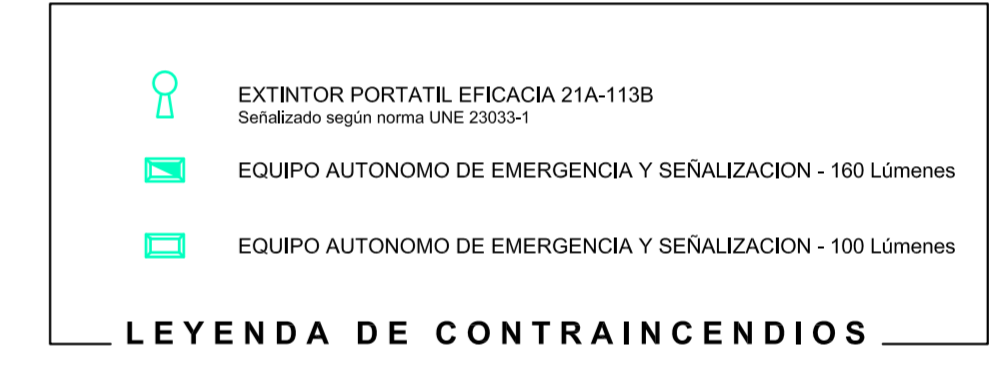 EXTINTOR PORTATIL EFICACIA 21A-113B
Señalizado según norma UNE 23033-1
EQUIPO AUTONOMO DE EMERGENCIA Y SEÑALIZACION - 160 Lúmenes
EQUIPO AUTONOMO DE EMERGENCIA Y SEÑALIZACION - 100 Lúmenes
LEYENDA DE CONTRAINCENDIOS